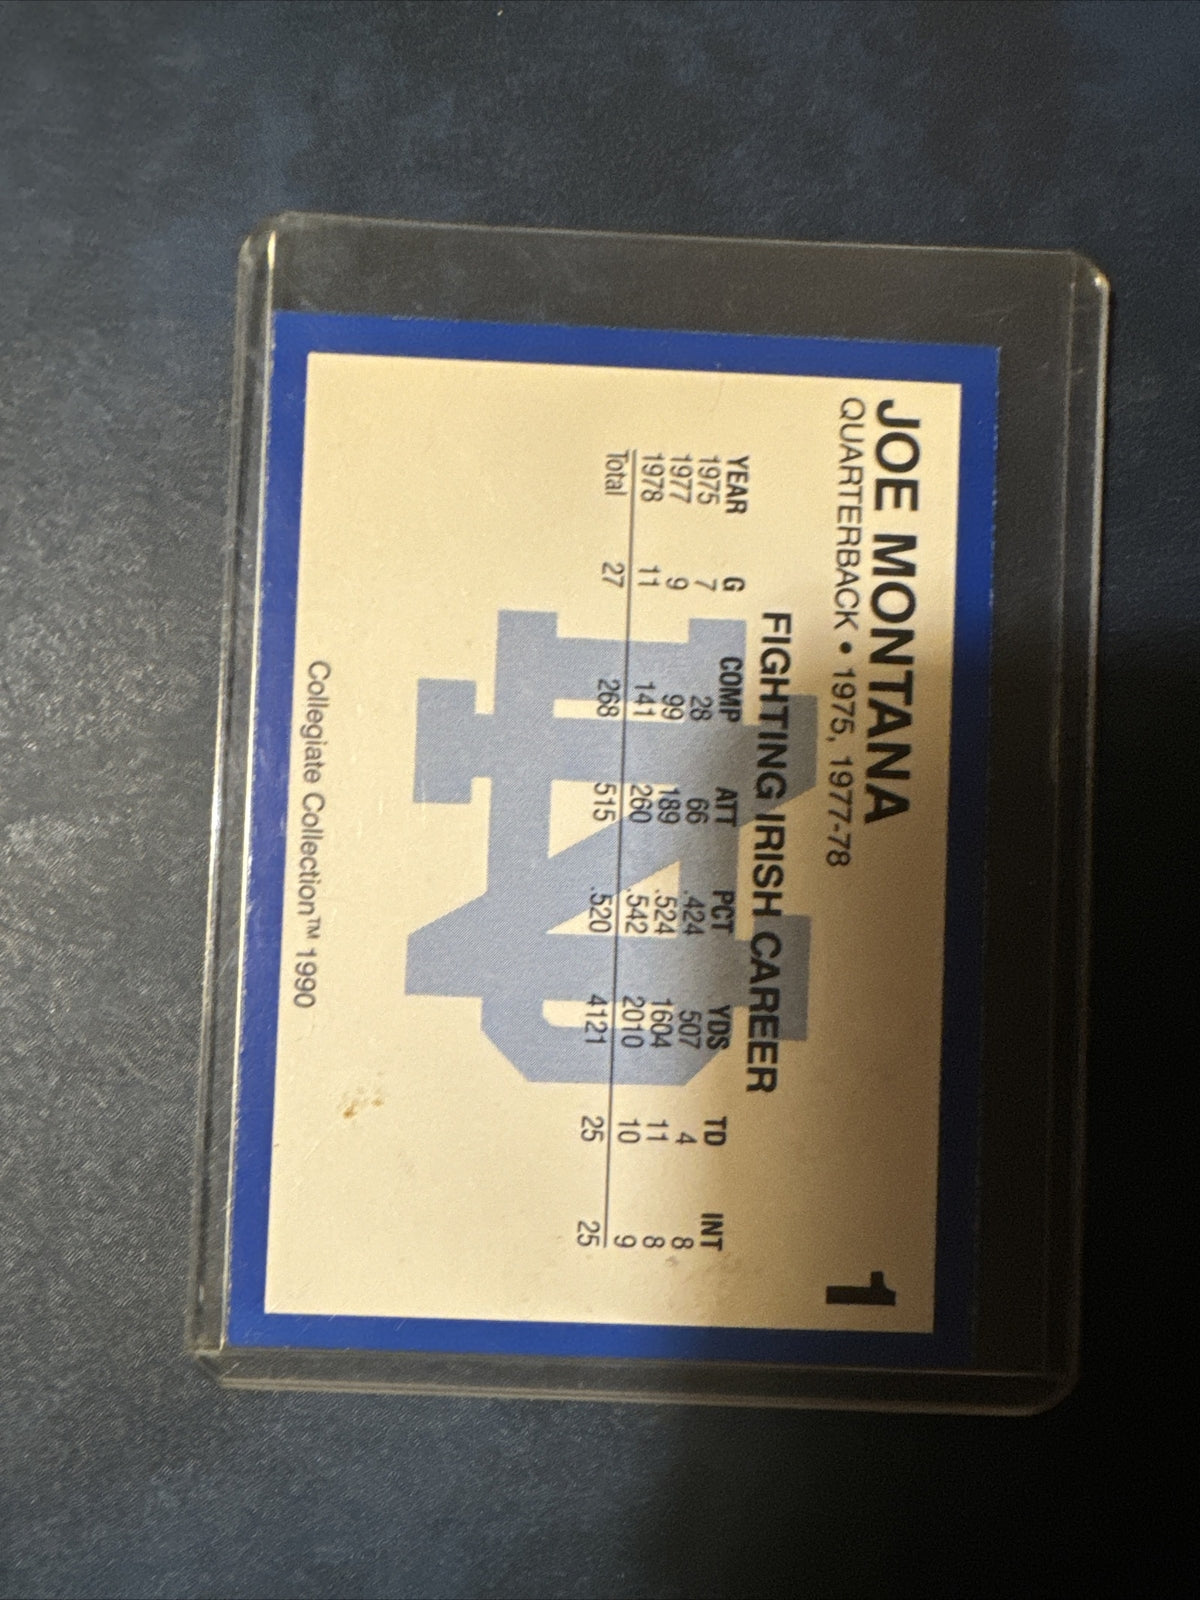 JOE MONTANA 1
QUARTERBACK • 1975, 1977-78
FIGHTING IRISH CAREER
YEAR G COMP ATT PCT YDS TD INT
1975 7 28 66 .424 507 4 8
1977 9 99 189 .524 1604 11 8
1978 11 141 260 .542 2010 10 9
Total 27 268 515 .520 4121 25 25
Collegiate Collection™ 1990